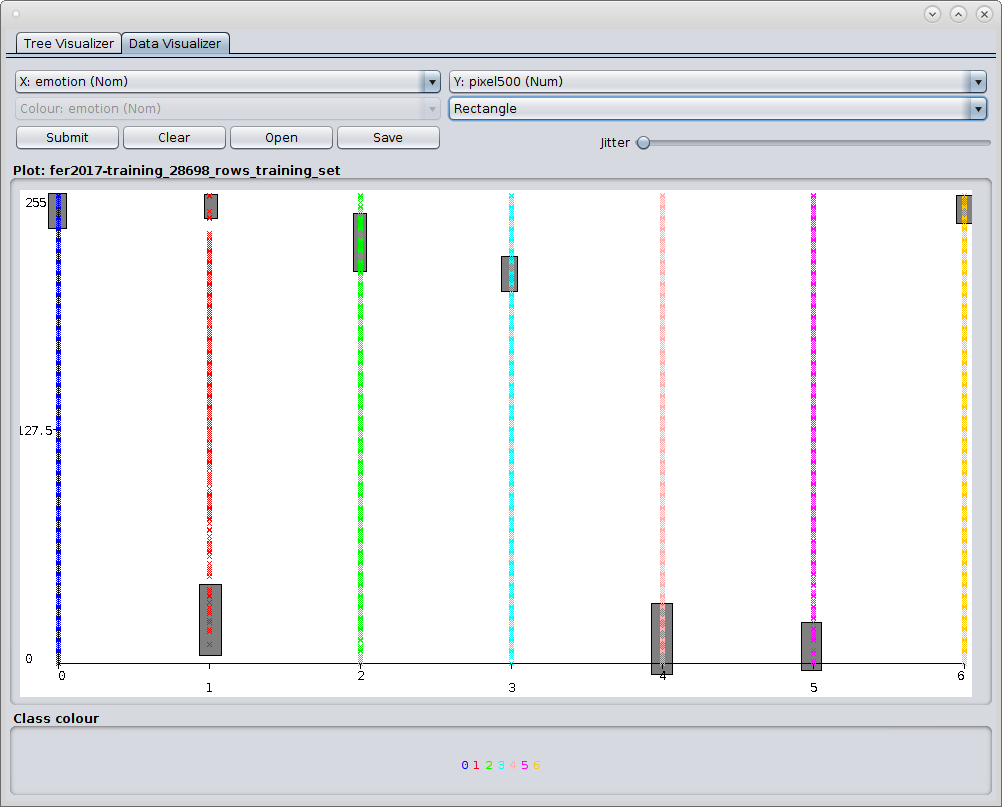 Tree Visualizer Data Visualizer
X: emotion (Nom) Y: pixel500 (Num)
Colour: emotion (Nom) Rectangle
Submit Clear Open Save Jitter
Plot: fer2017-training_28698_rows_training_set
255
127.5
0
0 1 2 3 4 5 6
Class colour
0 1 2 3 4 5 6